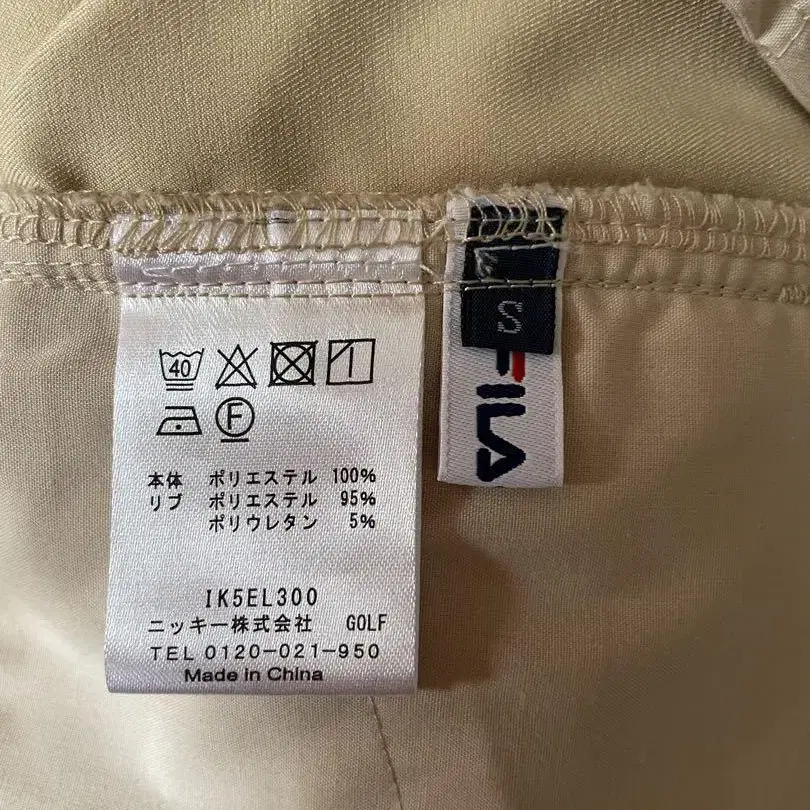 40
F
本体 ポリエステル 100%
リブ ポリエステル 95%
ポリウレタン 5%
IK5EL300
ニッキー株式会社 GOLF
TEL 0120-021-950
Made in China
S
FILA